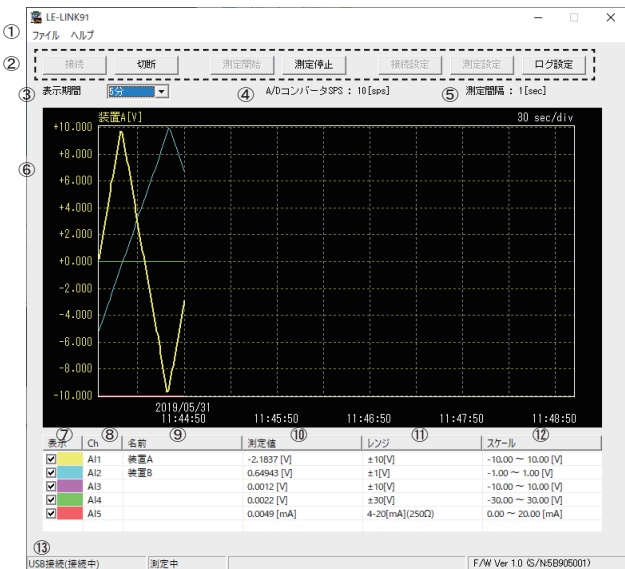 LE-LINK91
① ファイル ヘルプ
② 接続 切断 測定開始 測定停止 接続設定 測定設定 ログ設定
③ 表示期間 5分 ④ A/DコンバータSPS : 10[sps] ⑤ 測定間隔 : 1[sec]
⑥
装置A[V] 30 sec/div
+10.000
+8.000
+6.000
+4.000
+2.000
+0.000
-2.000
-4.000
-6.000
-8.000
-10.000
2019/05/31
11:44:50 11:45:50 11:46:50 11:47:50 11:48:50
⑦ ⑧ ⑨ ⑩ ⑪ ⑫
表示 Ch 名前 測定値 レンジ スケール
AI1 装置A -2.1837 [V] ±10[V] -10.00 ~ 10.00 [V]
AI2 装置B 0.64943 [V] ±1[V] -1.00 ~ 1.00 [V]
AI3 0.0012 [V] ±10[V] -10.00 ~ 10.00 [V]
AI4 0.0022 [V] ±30[V] -30.00 ~ 30.00 [V]
AI5 0.0049 [mA] 4-20[mA](250Ω) 0.00 ~ 20.00 [mA]
⑬
USB接続(接続中) 測定中 F/W Ver 1.0 (S/N:5B905001)